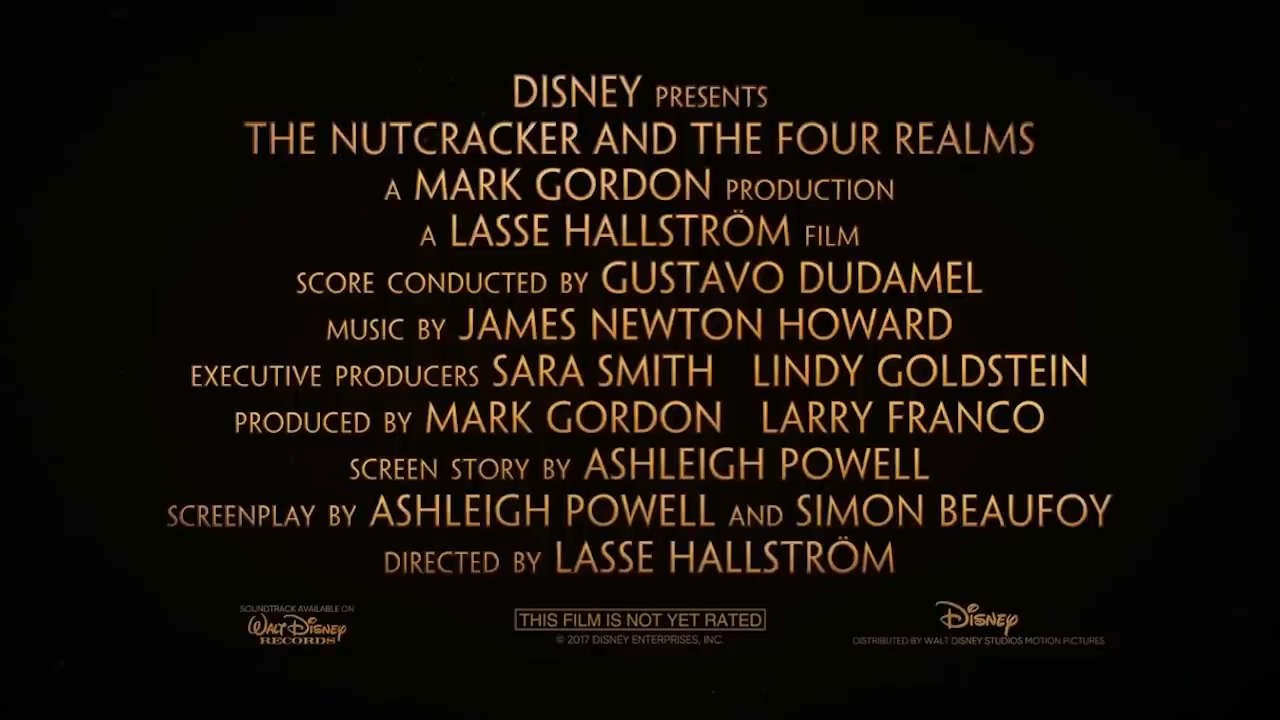 DISNEY PRESENTS
THE NUTCRACKER AND THE FOUR REALMS
A MARK GORDON PRODUCTION
A LASSE HALLSTRÖM FILM
SCORE CONDUCTED BY GUSTAVO DUDAMEL
MUSIC BY JAMES NEWTON HOWARD
EXECUTIVE PRODUCERS SARA SMITH LINDY GOLDSTEIN
PRODUCED BY MARK GORDON LARRY FRANCO
SCREEN STORY BY ASHLEIGH POWELL
SCREENPLAY BY ASHLEIGH POWELL AND SIMON BEAUFOY
DIRECTED BY LASSE HALLSTRÖM
SOUNDTRACK AVAILABLE ON
WALT DISNEY
RECORDS
THIS FILM IS NOT YET RATED
© 2017 DISNEY ENTERPRISES, INC.
Disney
DISTRIBUTED BY WALT DISNEY STUDIOS MOTION PICTURES